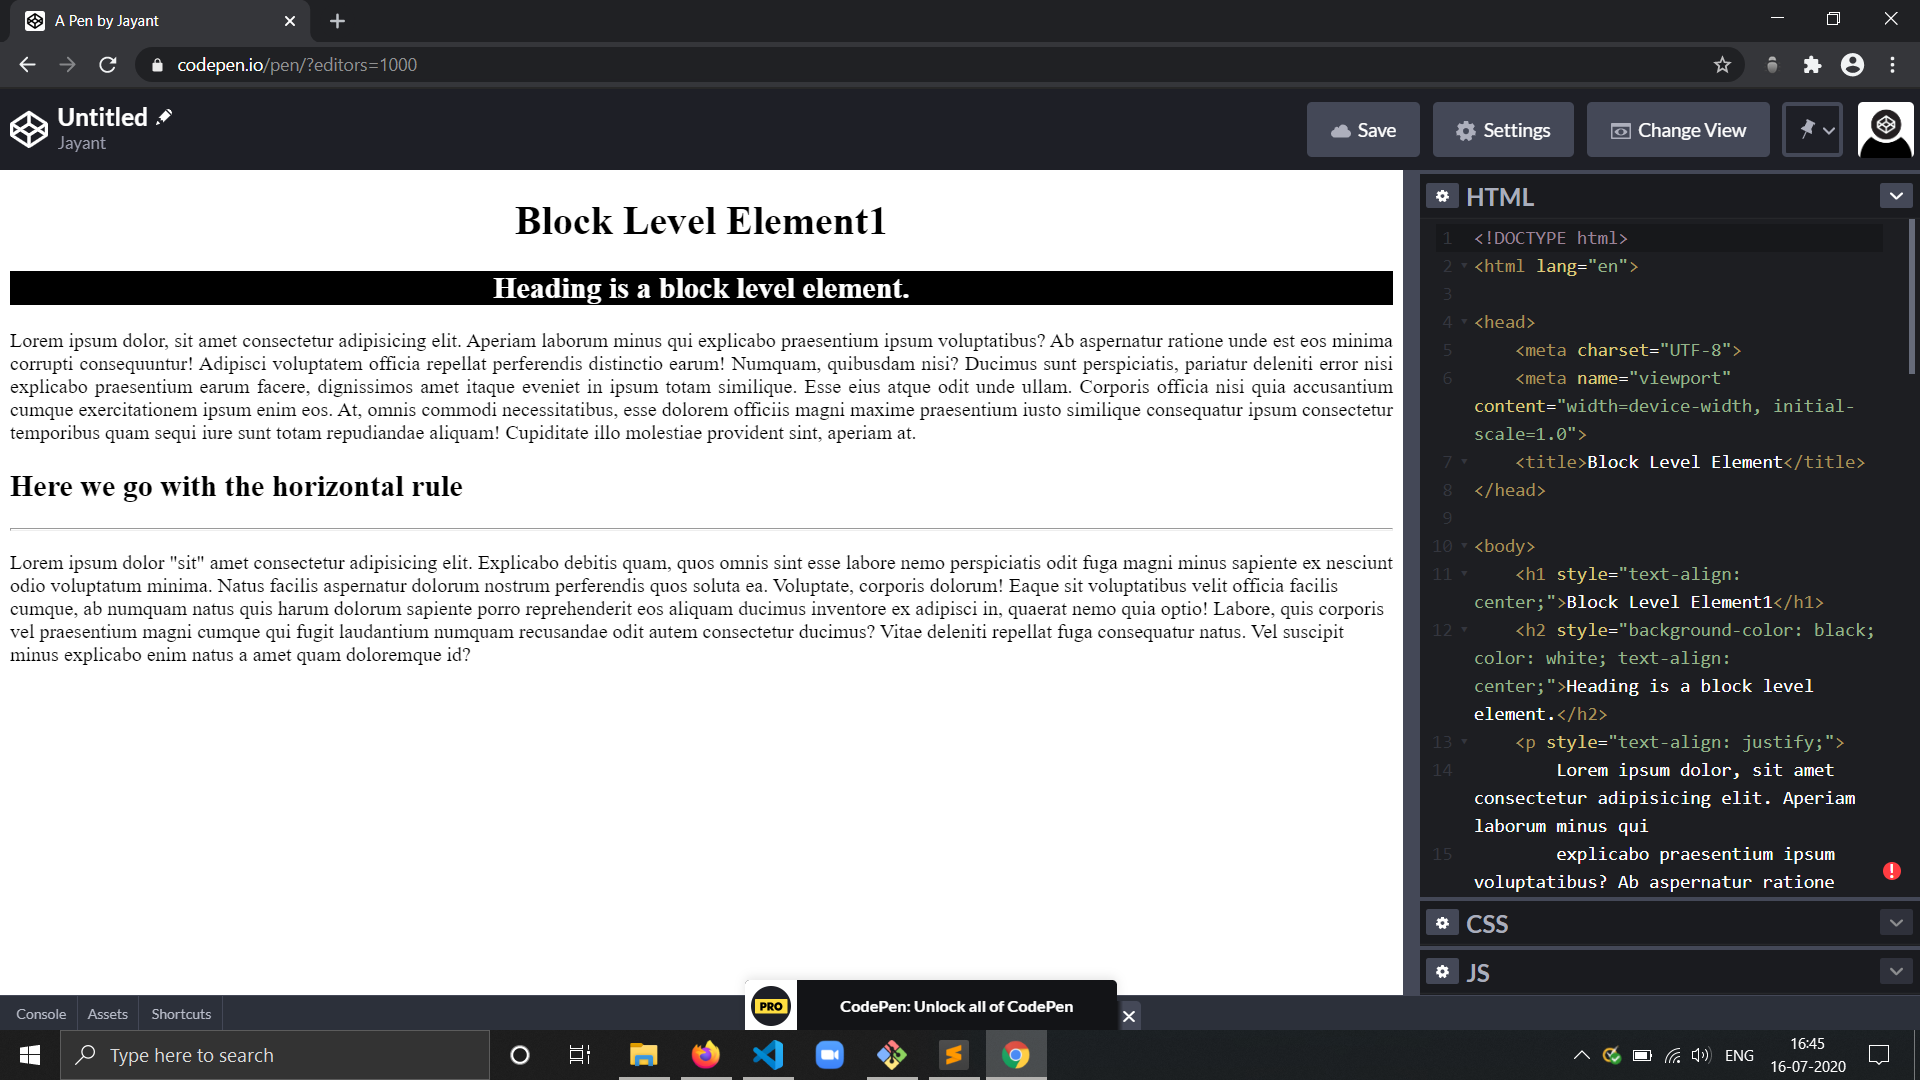 A Pen by Jayant
codepen.io/pen/?editors=1000
Untitled
Jayant
Save
Settings
Change View
Block Level Element1
Heading is a block level element.
Lorem ipsum dolor, sit amet consectetur adipisicing elit. Aperiam laborum minus qui explicabo praesentium ipsum voluptatibus? Ab aspernatur ratione unde est eos minima
corrupti consequuntur! Adipisci voluptatem officia repellat perferendis distinctio earum! Numquam, quibusdam nisi? Ducimus sunt perspiciatis, pariatur deleniti error nisi
explicabo praesentium earum facere, dignissimos amet itaque eveniet in ipsum totam similique. Esse eius atque odit unde ullam. Corporis officia nisi quia accusantium
cumque exercitationem ipsum enim eos. At, omnis commodi necessitatibus, esse dolorem officiis magni maxime praesentium iusto similique consequatur ipsum consectetur
temporibus quam sequi iure sunt totam repudiandae aliquam! Cupiditate illo molestiae provident sint, aperiam at.
Here we go with the horizontal rule
Lorem ipsum dolor "sit" amet consectetur adipisicing elit. Explicabo debitis quam, quos omnis sint esse labore nemo perspiciatis odit fuga magni minus sapiente ex nesciunt
odio voluptatum minima. Natus facilis aspernatur dolorum nostrum perferendis quos soluta ea. Voluptate, corporis dolorum! Eaque sit voluptatibus velit officia facilis
cumque, ab numquam natus quis harum dolorum sapiente porro reprehenderit eos aliquam ducimus inventore ex adipisci in, quaerat nemo quia optio! Labore, quis corporis
vel praesentium magni cumque qui fugit laudantium numquam recusandae odit autem consectetur ducimus? Vitae deleniti repellat fuga consequatur natus. Vel suscipit
minus explicabo enim natus a amet quam doloremque id?
HTML
1 <!DOCTYPE html>
2 <html lang="en">
3
4 <head>
5 <meta charset="UTF-8">
6 <meta name="viewport"
content="width=device-width, initial-
scale=1.0">
7 <title>Block Level Element</title>
8 </head>
9
10 <body>
11 <h1 style="text-align:
center;">Block Level Element1</h1>
12 <h2 style="background-color: black;
color: white; text-align:
center;">Heading is a block level
element.</h2>
13 <p style="text-align: justify;">
14 Lorem ipsum dolor, sit amet
consectetur adipisicing elit. Aperiam
laborum minus qui
15 explicabo praesentium ipsum
voluptatibus? Ab aspernatur ratione
CSS
JS
Console
Assets
Shortcuts
PRO
CodePen: Unlock all of CodePen
Type here to search
ENG
16:45
16-07-2020